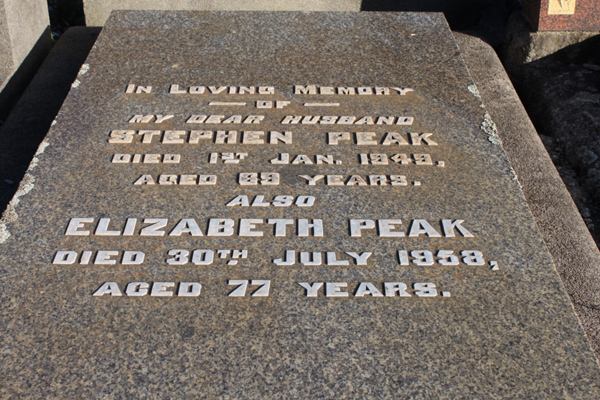 IN LOVING MEMORY
— OF —
MY DEAR HUSBAND
STEPHEN PEAK
DIED 1ST JAN. 1949,
AGED 69 YEARS.
ALSO
ELIZABETH PEAK
DIED 30TH JULY 1958,
AGED 77 YEARS.